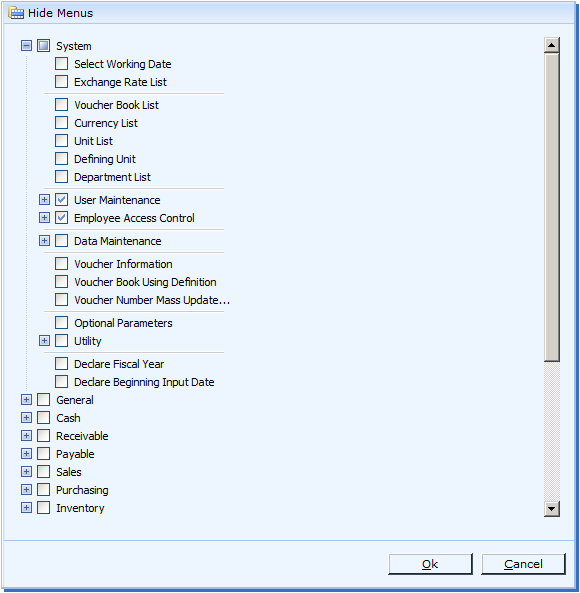 Hide Menus
System
Select Working Date
Exchange Rate List
Voucher Book List
Currency List
Unit List
Defining Unit
Department List
User Maintenance
Employee Access Control
Data Maintenance
Voucher Information
Voucher Book Using Definition
Voucher Number Mass Update...
Optional Parameters
Utility
Declare Fiscal Year
Declare Beginning Input Date
General
Cash
Receivable
Payable
Sales
Purchasing
Inventory
Ok Cancel